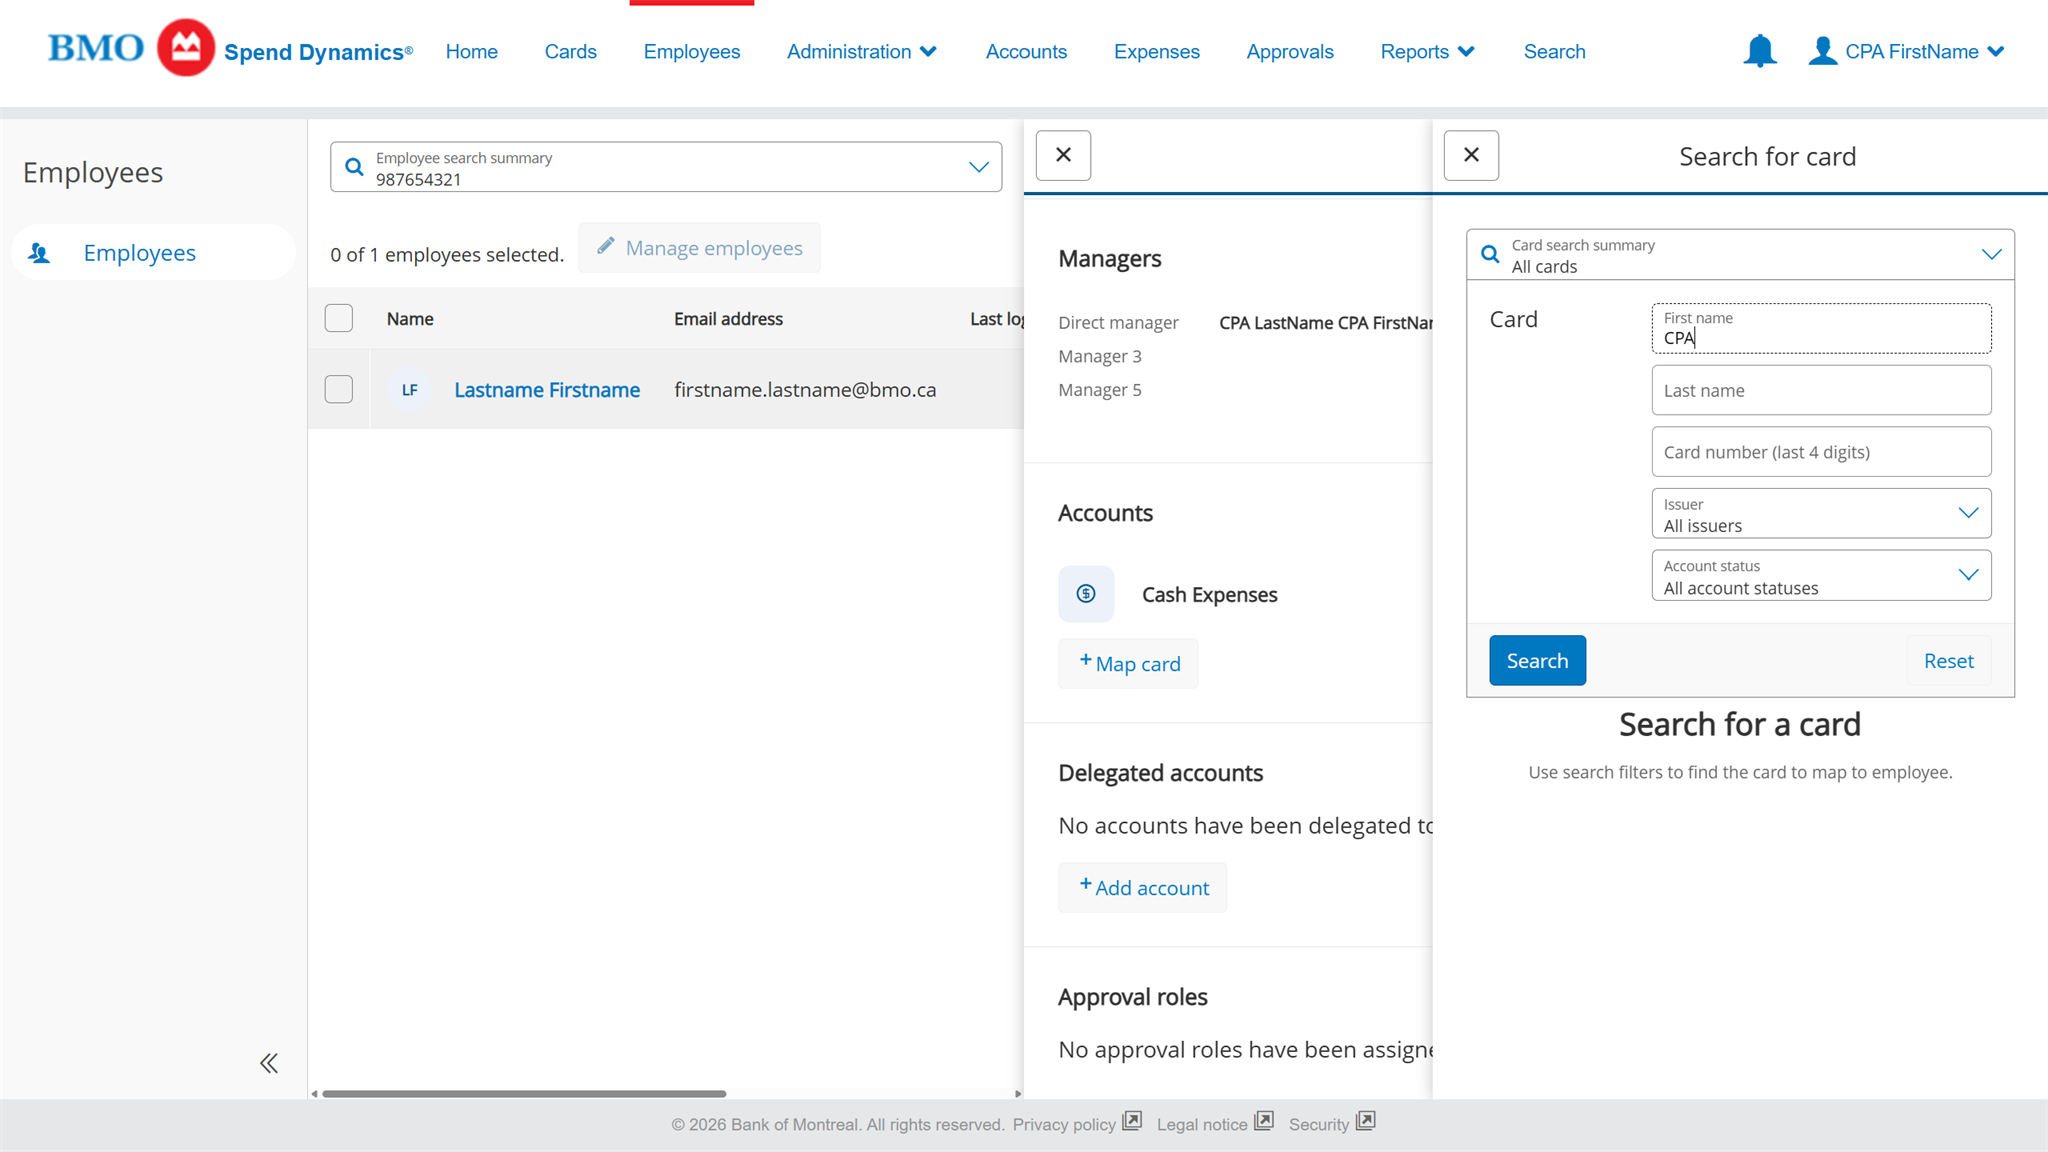 BMO Spend Dynamics®
Home
Cards
Employees
Administration
Accounts
Expenses
Approvals
Reports
Search
CPA FirstName
Employees
Employees
Employee search summary
987654321
0 of 1 employees selected.
Manage employees
Name
Email address
Last log
LF
Lastname Firstname
firstname.lastname@bmo.ca
Managers
Direct manager
CPA LastName CPA FirstNam
Manager 3
Manager 5
Accounts
Cash Expenses
+ Map card
Delegated accounts
No accounts have been delegated to
+ Add account
Approval roles
No approval roles have been assigne
Search for card
Card search summary
All cards
Card
First name
CPA
Last name
Card number (last 4 digits)
Issuer
All issuers
Account status
All account statuses
Search
Reset
Search for a card
Use search filters to find the card to map to employee.
© 2026 Bank of Montreal. All rights reserved. Privacy policy Legal notice Security